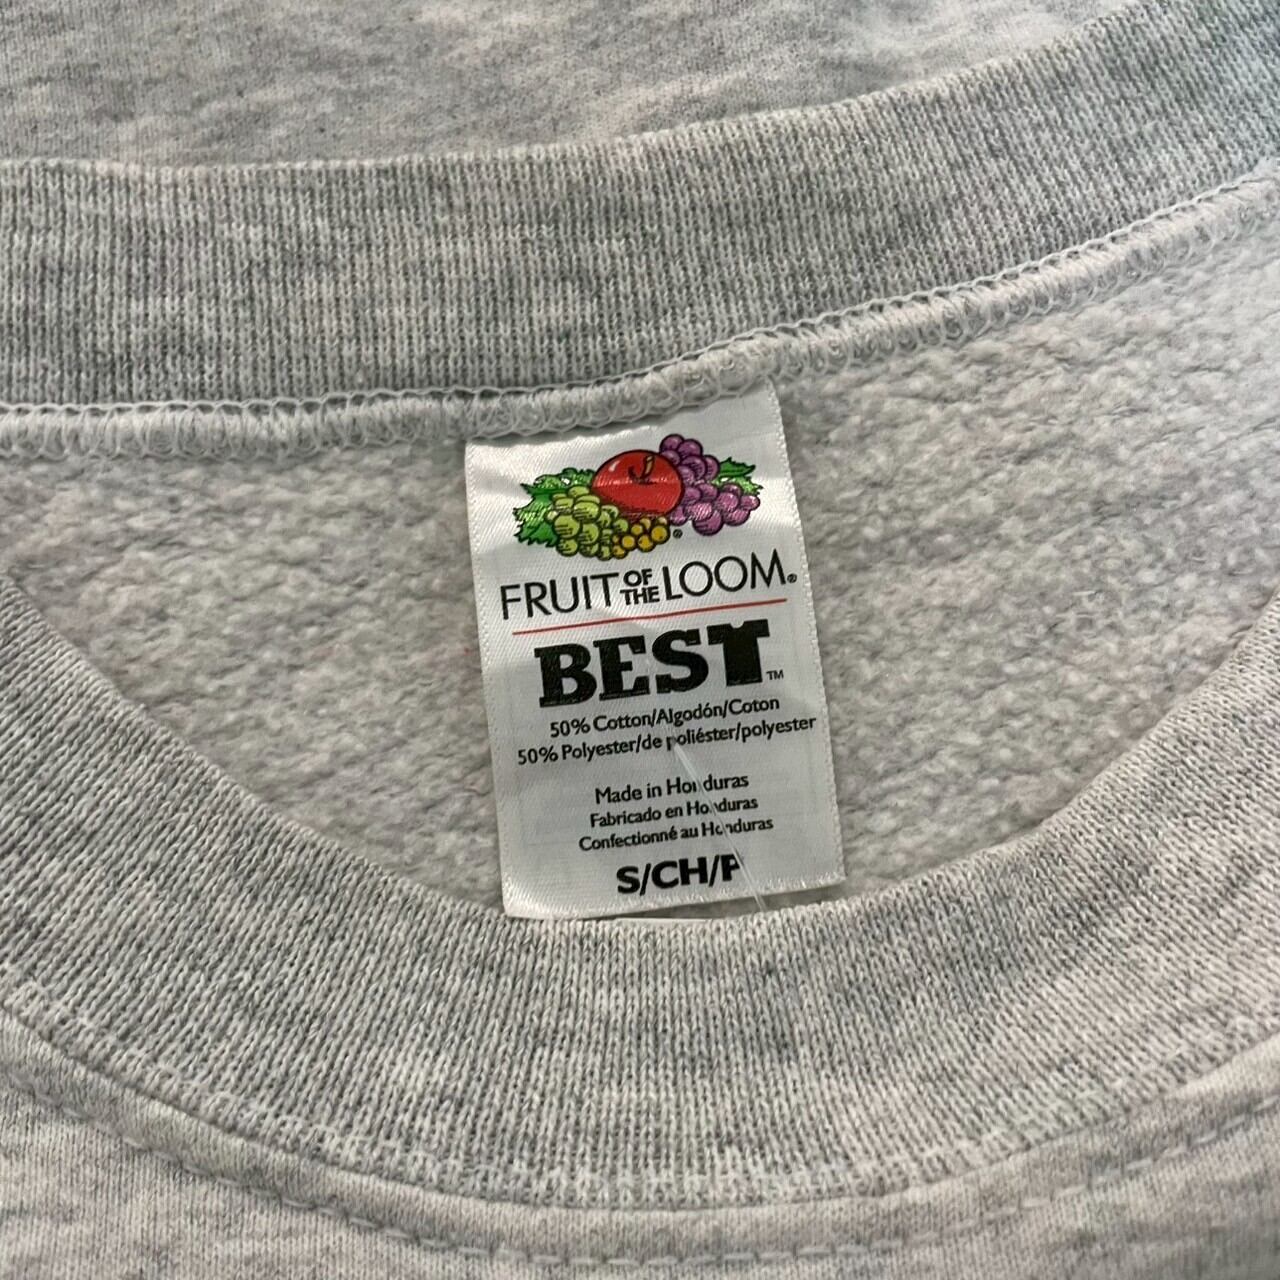 FRUIT OF THE LOOM®
BEST™
50% Cotton/Algodón/Coton
50% Polyester/de poliéster/polyester
Made in Honduras
Fabricado en Honduras
Confectionné au Honduras
S/CH/P